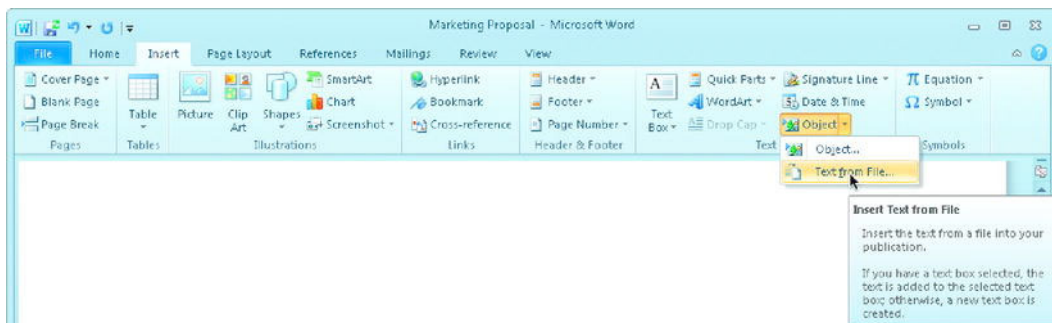 Marketing Proposal - Microsoft Word
File Home Insert Page Layout References Mailings Review View
Cover Page
Blank Page
Page Break
Pages
Table
Tables
Picture
Clip Art
Shapes
SmartArt
Chart
Screenshot
Illustrations
Hyperlink
Bookmark
Cross-reference
Links
Header
Footer
Page Number
Header & Footer
A
Text Box
Quick Parts
WordArt
Drop Cap
Signature Line
Date & Time
Object
Text
π Equation
Ω Symbol
Symbols
Object...
Text from File...
Insert Text from File
Insert the text from a file into your
publication.
If you have a text box selected, the
text is added to the selected text
box; otherwise, a new text box is
created.